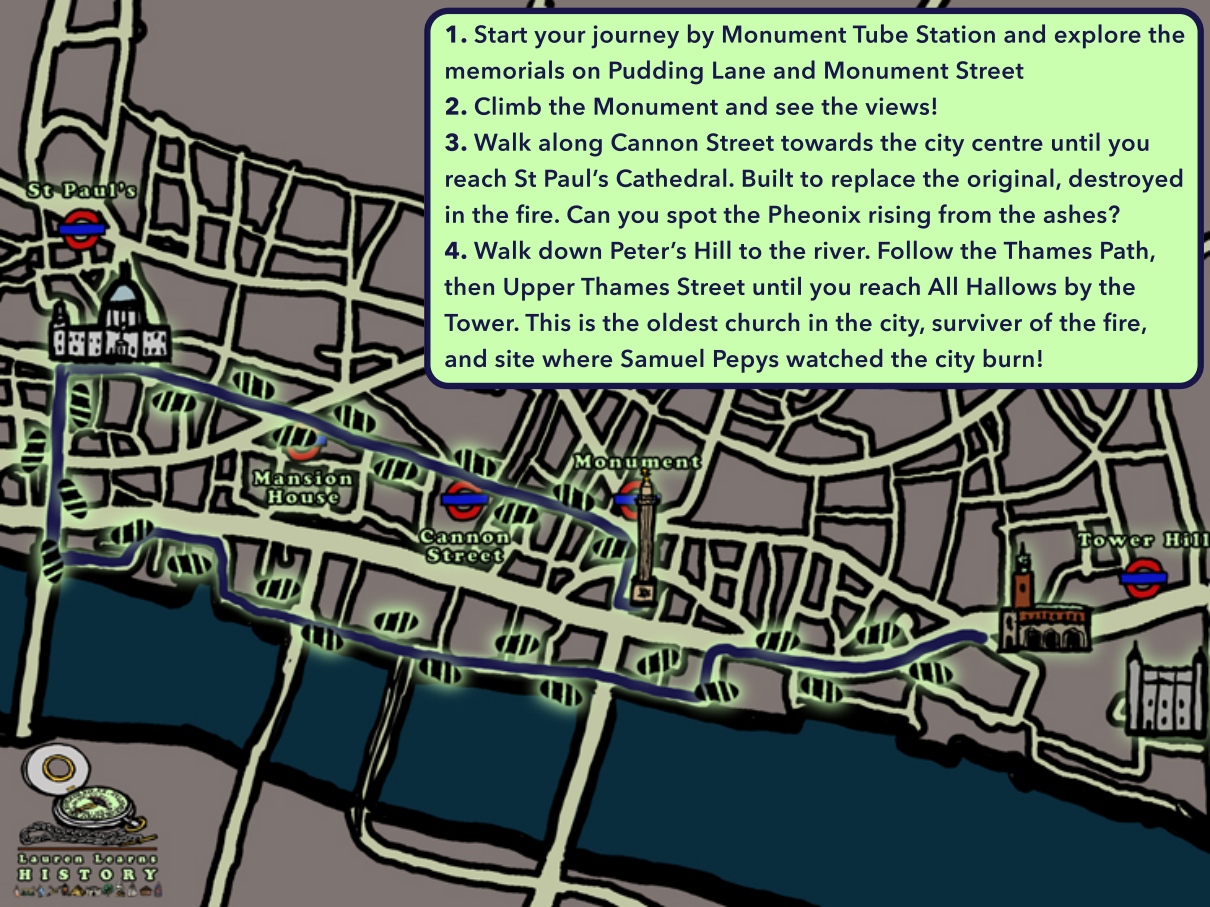 1. Start your journey by Monument Tube Station and explore the
memorials on Pudding Lane and Monument Street
2. Climb the Monument and see the views!
3. Walk along Cannon Street towards the city centre until you
reach St Paul's Cathedral. Built to replace the original, destroyed
in the fire. Can you spot the Pheonix rising from the ashes?
4. Walk down Peter's Hill to the river. Follow the Thames Path,
then Upper Thames Street until you reach All Hallows by the
Tower. This is the oldest church in the city, surviver of the fire,
and site where Samuel Pepys watched the city burn!
St Paul's
Mansion
House
Cannon
Street
Monument
Tower Hill
Lauren Learns
HISTORY